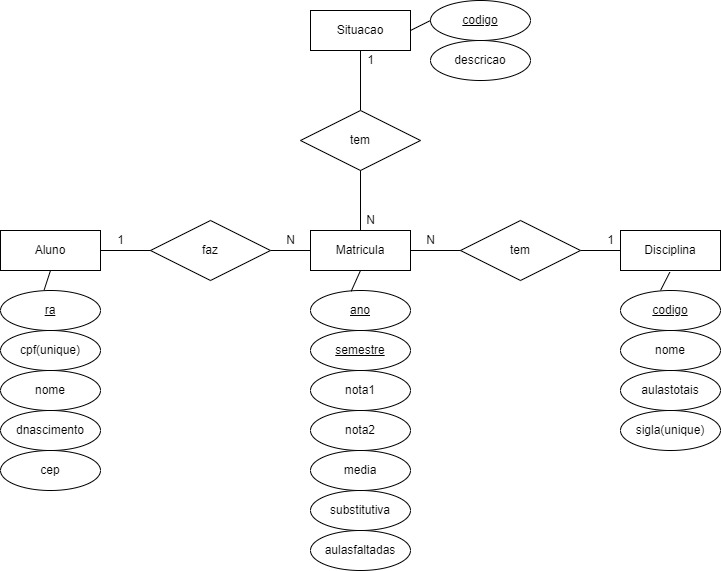 Situacao
codigo
descricao
1
tem
N
Aluno
1
faz
N
Matricula
N
tem
1
Disciplina
ra
cpf(unique)
nome
dnascimento
cep
ano
semestre
nota1
nota2
media
substitutiva
aulasfaltadas
codigo
nome
aulastotais
sigla(unique)